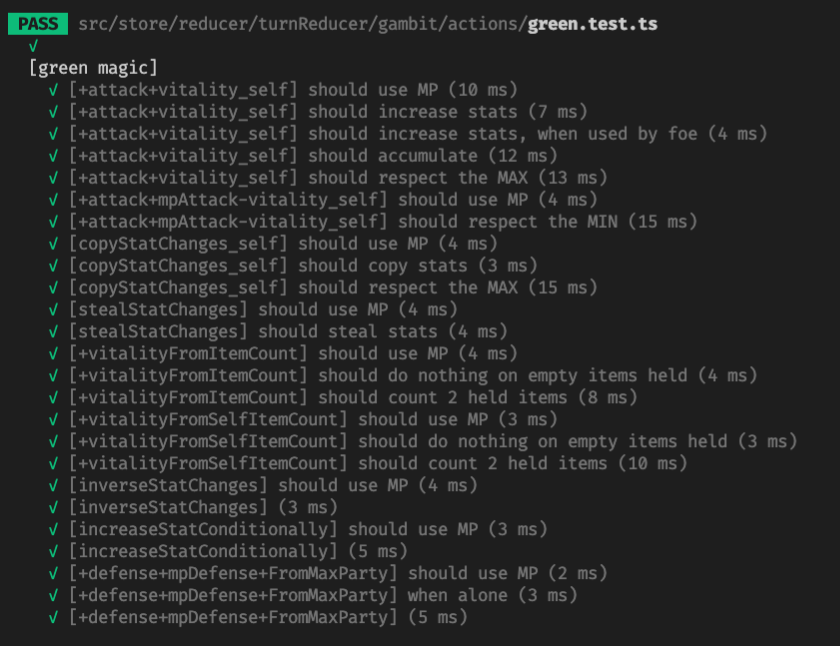 PASS src/store/reducer/turnReducer/gambit/actions/green.test.ts
√
[green magic]
√ [+attack+vitality_self] should use MP (10 ms)
√ [+attack+vitality_self] should increase stats (7 ms)
√ [+attack+vitality_self] should increase stats, when used by foe (4 ms)
√ [+attack+vitality_self] should accumulate (12 ms)
√ [+attack+vitality_self] should respect the MAX (13 ms)
√ [+attack+mpAttack-vitality_self] should use MP (4 ms)
√ [+attack+mpAttack-vitality_self] should respect the MIN (15 ms)
√ [copyStatChanges_self] should use MP (4 ms)
√ [copyStatChanges_self] should copy stats (3 ms)
√ [copyStatChanges_self] should respect the MAX (15 ms)
√ [stealStatChanges] should use MP (4 ms)
√ [stealStatChanges] should steal stats (4 ms)
√ [+vitalityFromItemCount] should use MP (4 ms)
√ [+vitalityFromItemCount] should do nothing on empty items held (4 ms)
√ [+vitalityFromItemCount] should count 2 held items (8 ms)
√ [+vitalityFromSelfItemCount] should use MP (3 ms)
√ [+vitalityFromSelfItemCount] should do nothing on empty items held (3 ms)
√ [+vitalityFromSelfItemCount] should count 2 held items (10 ms)
√ [inverseStatChanges] should use MP (4 ms)
√ [inverseStatChanges] (3 ms)
√ [increaseStatConditionally] should use MP (3 ms)
√ [increaseStatConditionally] (5 ms)
√ [+defense+mpDefense+FromMaxParty] should use MP (2 ms)
√ [+defense+mpDefense+FromMaxParty] when alone (3 ms)
√ [+defense+mpDefense+FromMaxParty] (5 ms)